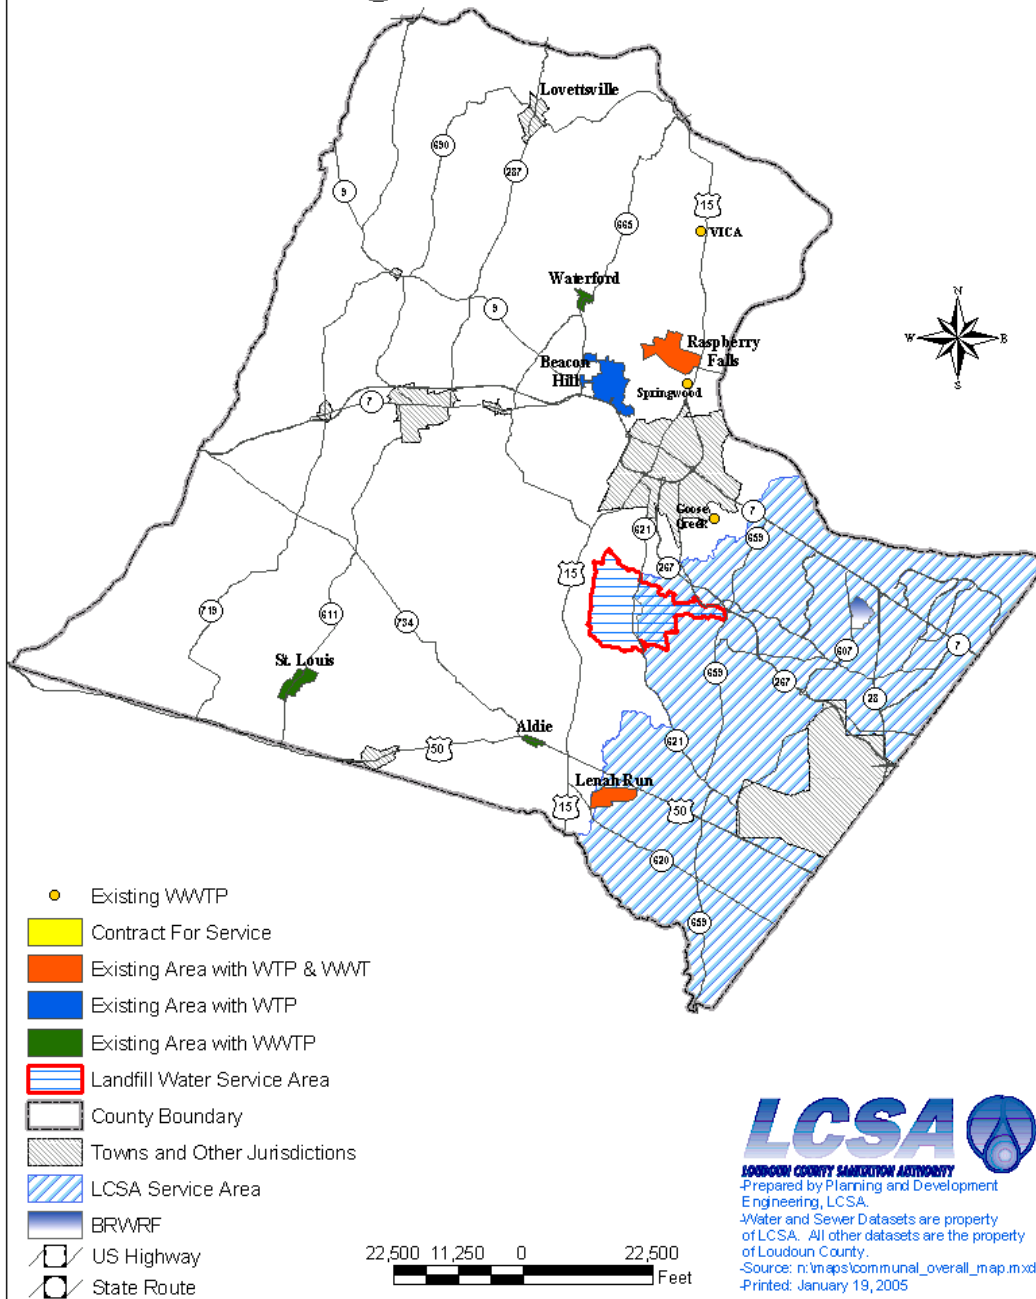 Lovettsville
690
287
9
15
665
VICA
Waterford
9
N
W
E
S
Raspberry
Falls
Beacon
Hill
Springwood
7
Goose
Creek
7
621
659
267
15
719
611
734
607
7
659
267
28
St. Louis
Aldie
50
621
Lenah Run
15
50
620
659
Existing WWTP
Contract For Service
Existing Area with WTP & WWT
Existing Area with WTP
Existing Area with WWTP
Landfill Water Service Area
County Boundary
Towns and Other Jurisdictions
LCSA Service Area
BRWRF
US Highway
State Route
22,500 11,250 0 22,500
Feet
LCSA
LOUDOUN COUNTY SANITATION AUTHORITY
-Prepared by Planning and Development
Engineering, LCSA.
-Water and Sewer Datasets are property
of LCSA. All other datasets are the property
of Loudoun County.
-Source: n:\maps\communal_overall_map.mxd
-Printed: January 19, 2005